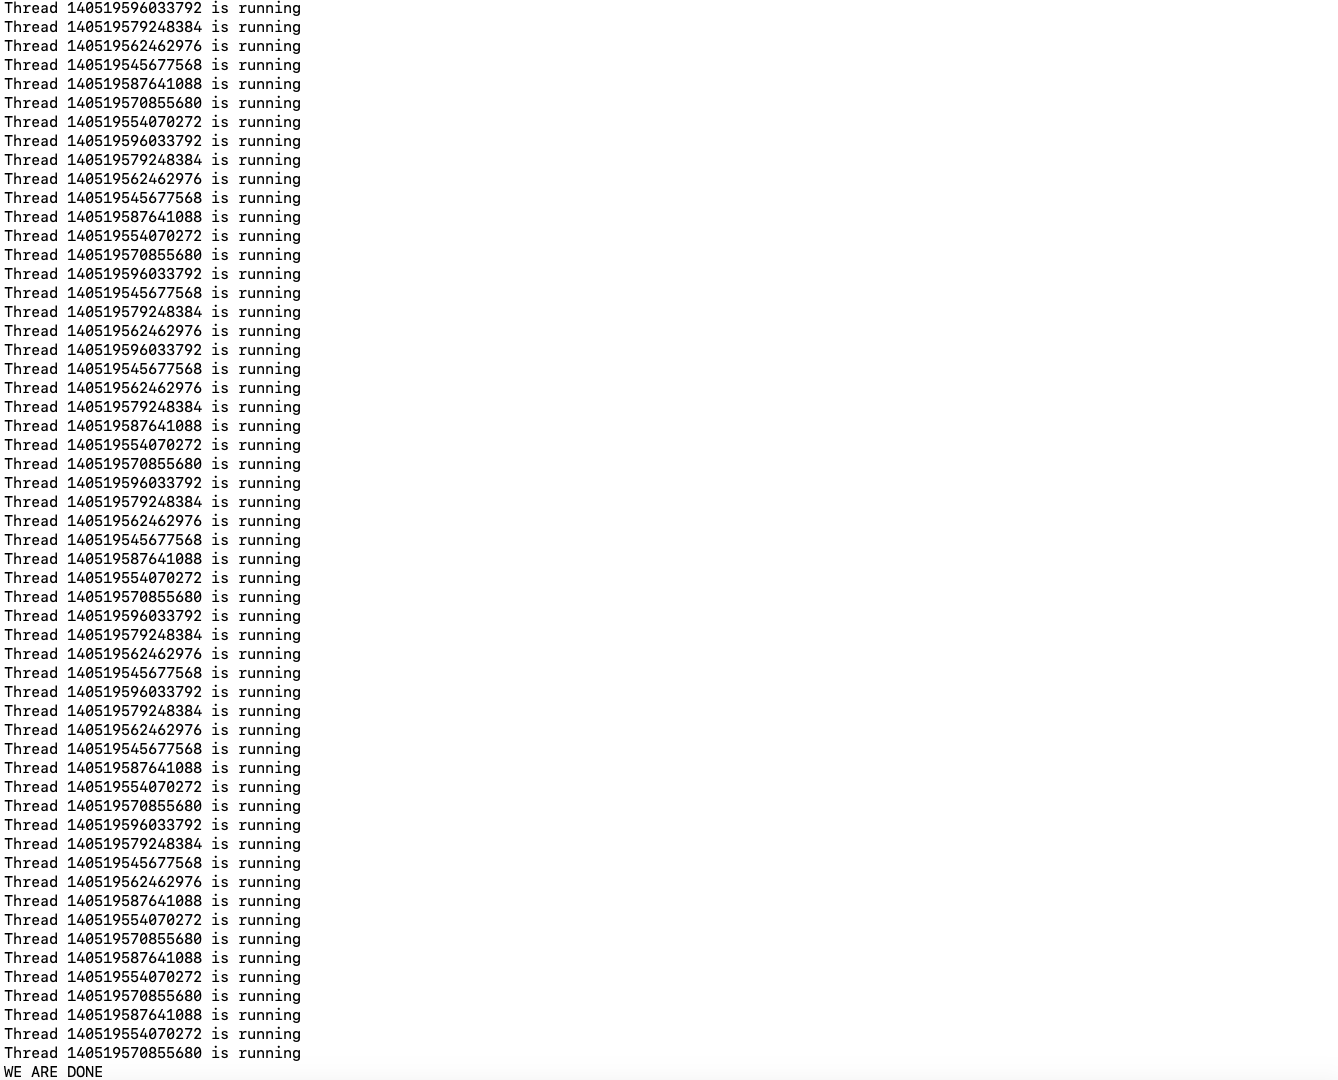 Thread 140519596033792 is running
Thread 140519579248384 is running
Thread 140519562462976 is running
Thread 140519545677568 is running
Thread 140519587641088 is running
Thread 140519570855680 is running
Thread 140519554070272 is running
Thread 140519596033792 is running
Thread 140519579248384 is running
Thread 140519562462976 is running
Thread 140519545677568 is running
Thread 140519587641088 is running
Thread 140519554070272 is running
Thread 140519570855680 is running
Thread 140519596033792 is running
Thread 140519545677568 is running
Thread 140519579248384 is running
Thread 140519562462976 is running
Thread 140519596033792 is running
Thread 140519545677568 is running
Thread 140519562462976 is running
Thread 140519579248384 is running
Thread 140519587641088 is running
Thread 140519554070272 is running
Thread 140519570855680 is running
Thread 140519596033792 is running
Thread 140519579248384 is running
Thread 140519562462976 is running
Thread 140519545677568 is running
Thread 140519587641088 is running
Thread 140519554070272 is running
Thread 140519570855680 is running
Thread 140519596033792 is running
Thread 140519579248384 is running
Thread 140519562462976 is running
Thread 140519545677568 is running
Thread 140519596033792 is running
Thread 140519579248384 is running
Thread 140519562462976 is running
Thread 140519545677568 is running
Thread 140519587641088 is running
Thread 140519554070272 is running
Thread 140519570855680 is running
Thread 140519596033792 is running
Thread 140519579248384 is running
Thread 140519545677568 is running
Thread 140519562462976 is running
Thread 140519587641088 is running
Thread 140519554070272 is running
Thread 140519570855680 is running
Thread 140519587641088 is running
Thread 140519554070272 is running
Thread 140519570855680 is running
Thread 140519587641088 is running
Thread 140519554070272 is running
Thread 140519570855680 is running
WE ARE DONE